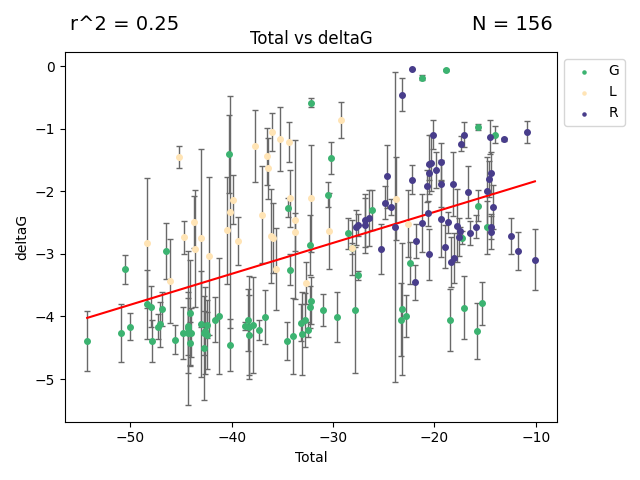 r^2 = 0.25
N = 156
Total vs deltaG
G
L
R
0
−1
−2
−3
−4
−5
deltaG
−50
−40
−30
−20
−10
Total